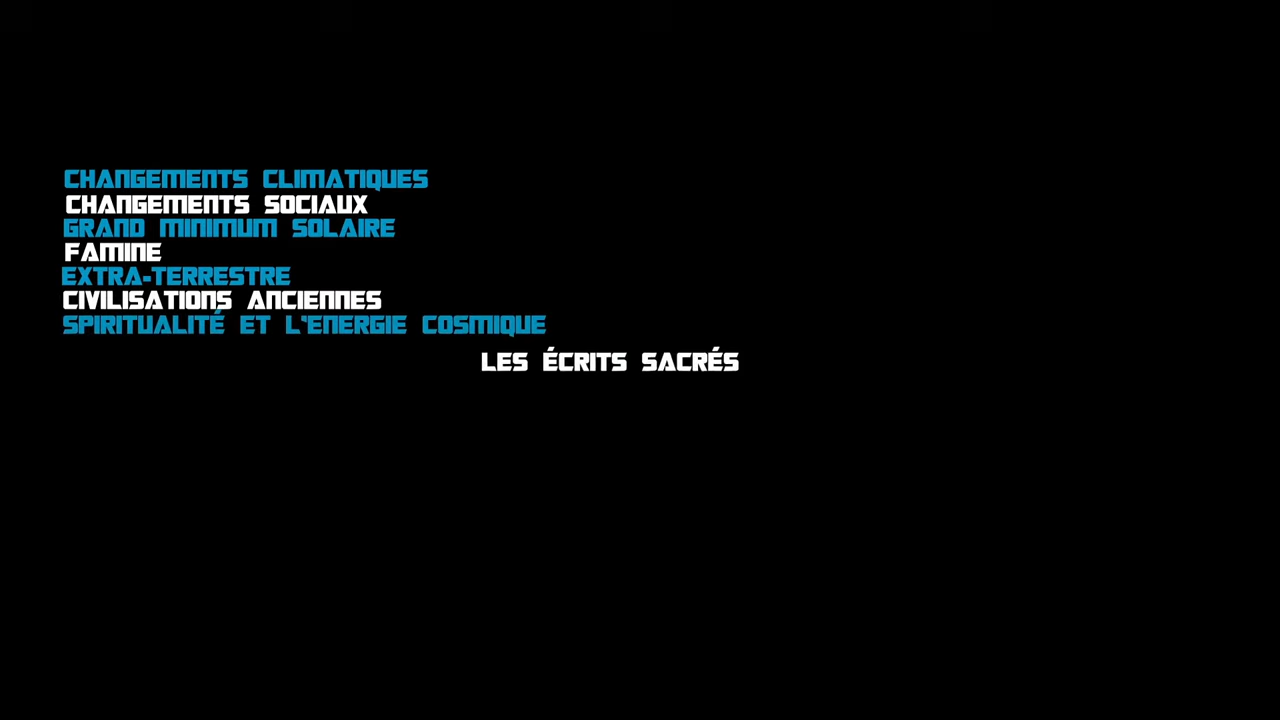 CHANGEMENTS CLIMATIQUES
CHANGEMENTS SOCIAUX
GRAND MINIMUM SOLAIRE
FAMINE
EXTRA-TERRESTRE
CIVILISATIONS ANCIENNES
SPIRITUALITÉ ET L'ENERGIE COSMIQUE
LES ÉCRITS SACRÉS